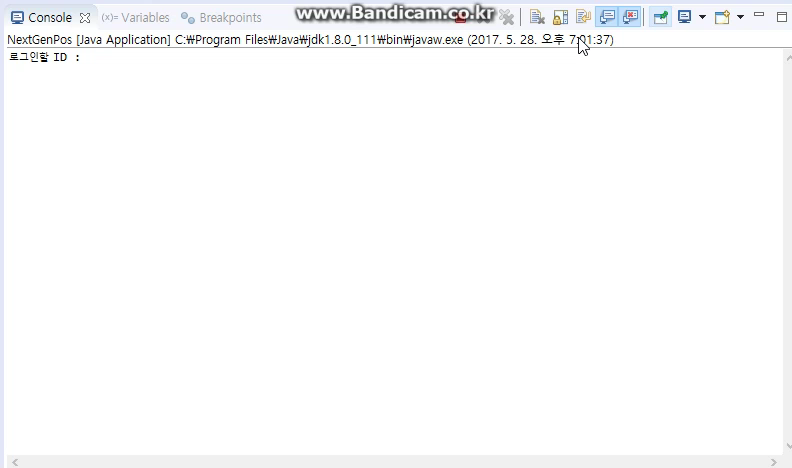 www.Bandicam.co.kr
Console (x)= Variables Breakpoints
NextGenPos [Java Application] C:₩Program Files₩Java₩jdk1.8.0_111₩bin₩javaw.exe (2017. 5. 28. 오후 7:01:37)
로그인할 ID :